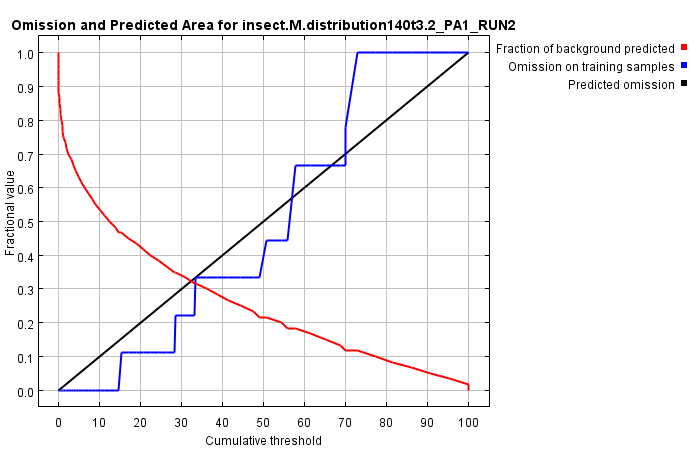 Omission and Predicted Area for insect.M.distribution140t3.2_PA1_RUN2
Fraction of background predicted
Omission on training samples
Predicted omission
Fractional value
1.0
0.9
0.8
0.7
0.6
0.5
0.4
0.3
0.2
0.1
0.0
0 10 20 30 40 50 60 70 80 90 100
Cumulative threshold